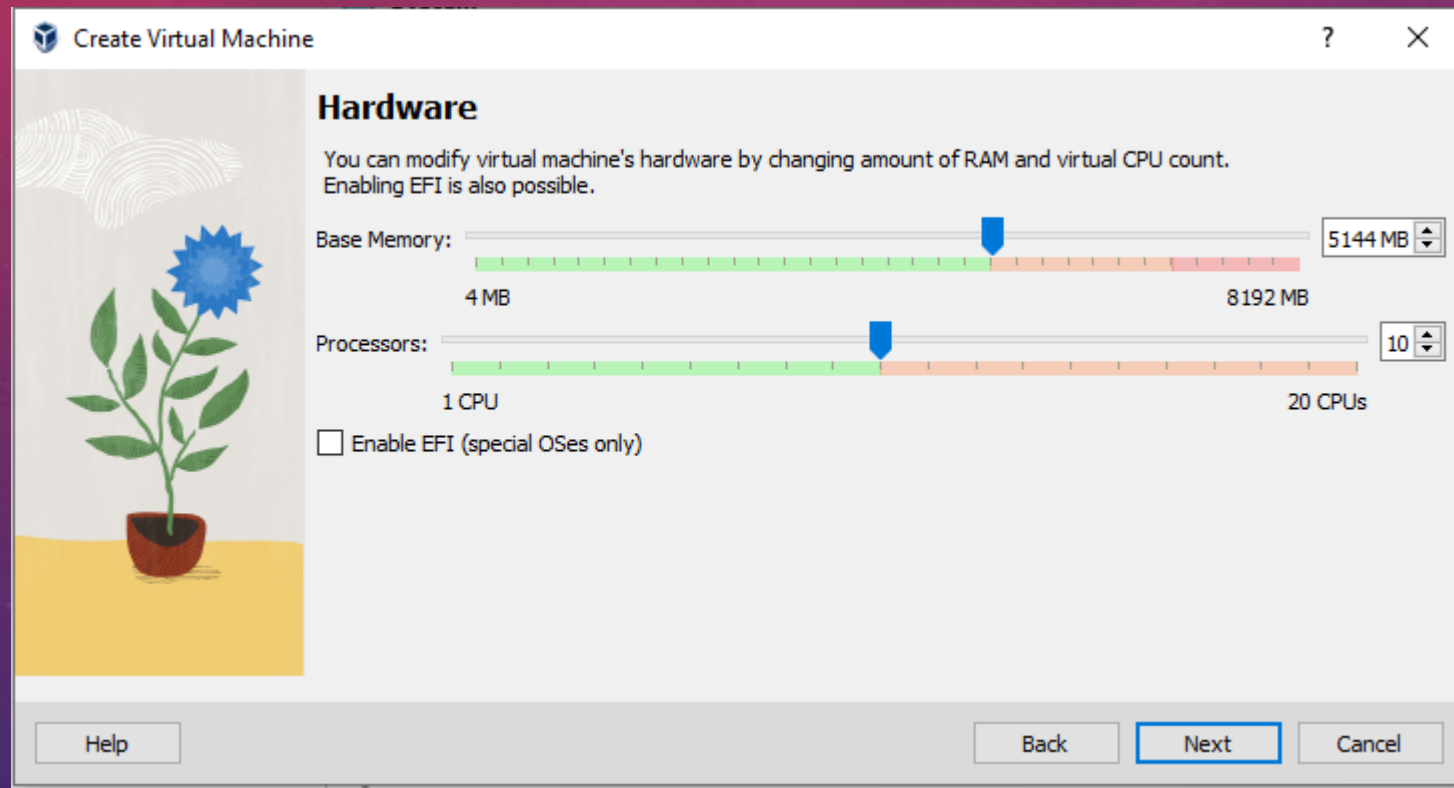 Create Virtual Machine
?
Hardware
You can modify virtual machine's hardware by changing amount of RAM and virtual CPU count.
Enabling EFI is also possible.
Base Memory:
5144 MB
4 MB
8192 MB
Processors:
10
1 CPU
20 CPUs
Enable EFI (special OSes only)
Help
Back
Next
Cancel